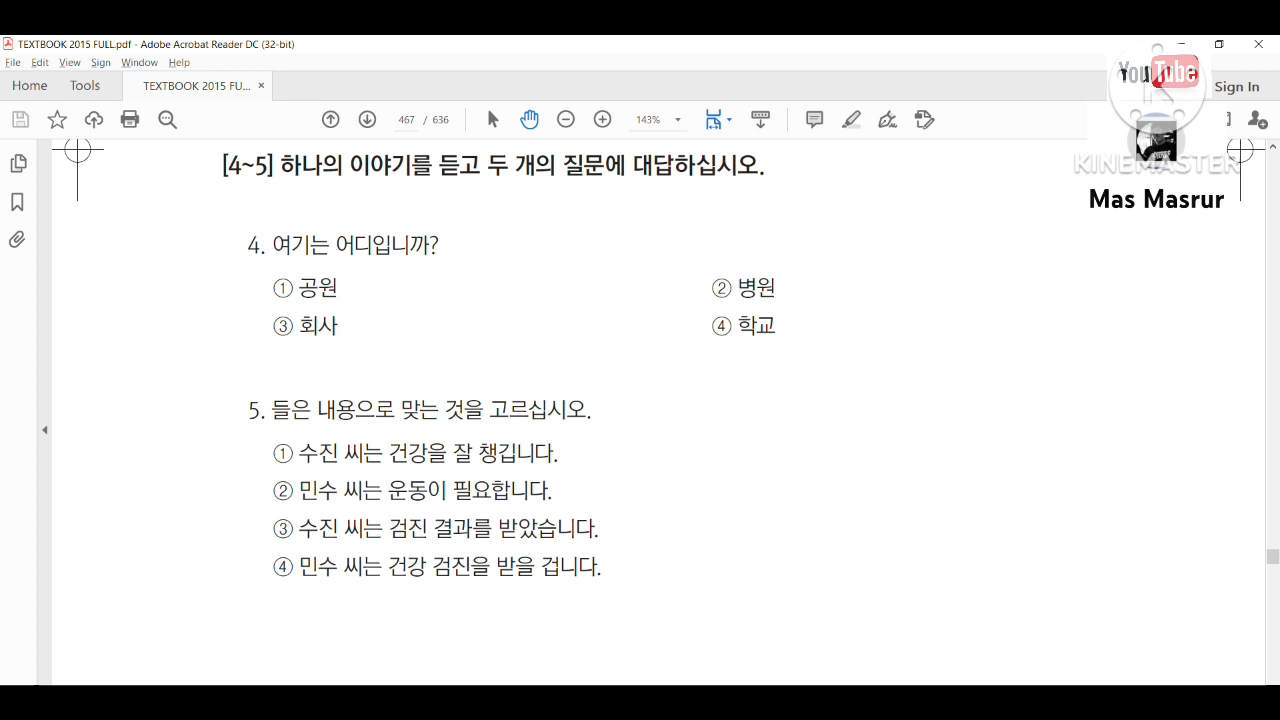 TEXTBOOK 2015 FULL.pdf - Adobe Acrobat Reader DC (32-bit)
File Edit View Sign Window Help
Home Tools TEXTBOOK 2015 FU... × Sign In
467 / 636 143%
YouTube
KINEMASTER
Mas Masrur
[4~5] 하나의 이야기를 듣고 두 개의 질문에 대답하십시오.
4. 여기는 어디입니까?
① 공원 ② 병원
③ 회사 ④ 학교
5. 들은 내용으로 맞는 것을 고르십시오.
① 수진 씨는 건강을 잘 챙깁니다.
② 민수 씨는 운동이 필요합니다.
③ 수진 씨는 검진 결과를 받았습니다.
④ 민수 씨는 건강 검진을 받을 겁니다.